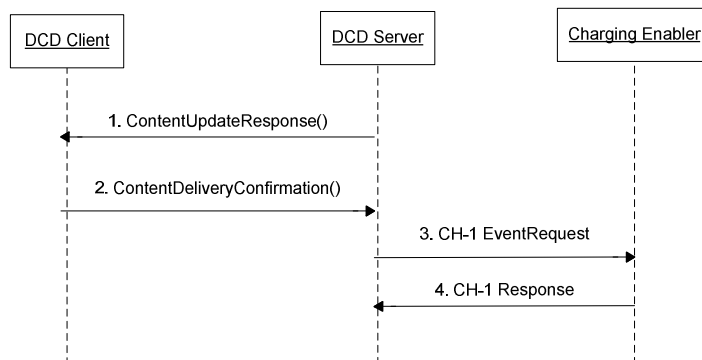 DCD Client
DCD Server
Charging Enabler
1. ContentUpdateResponse()
2. ContentDeliveryConfirmation()
3. CH-1 EventRequest
4. CH-1 Response